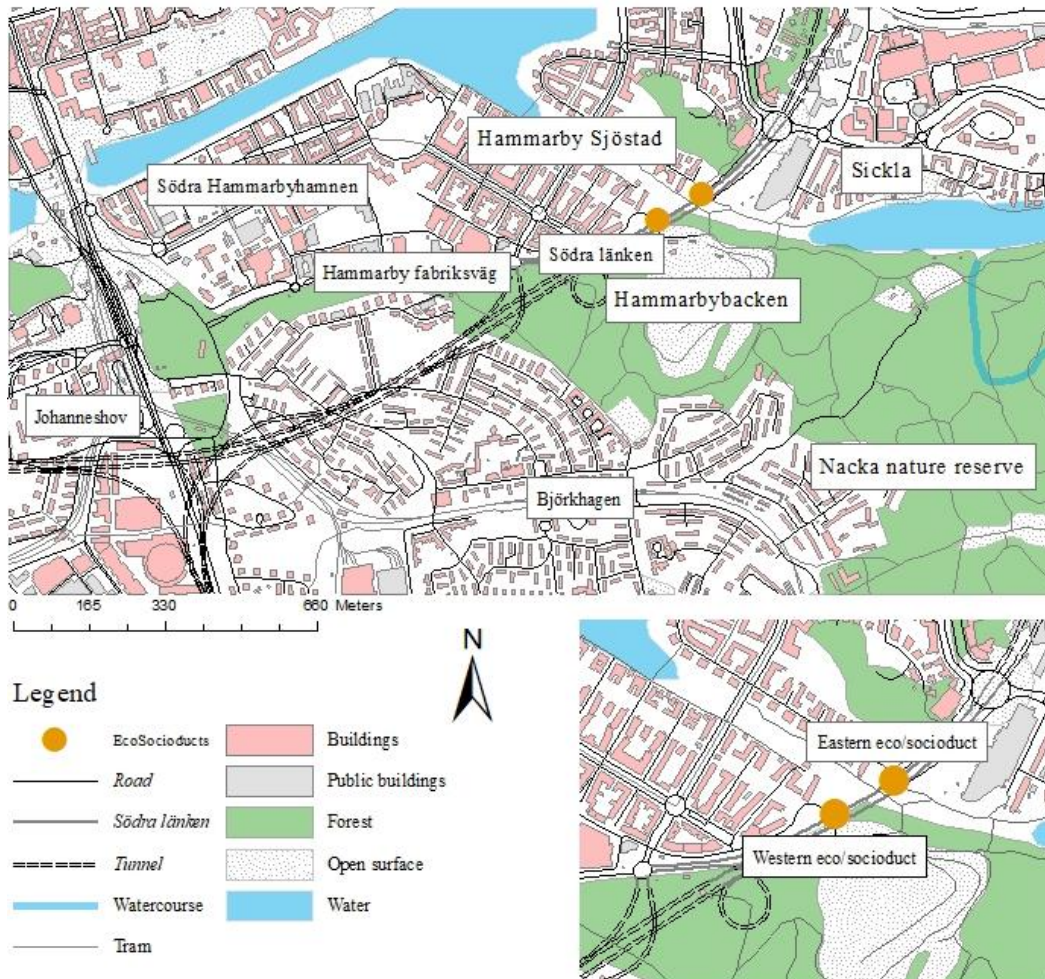 Hammarby Sjöstad
Sickla
Södra Hammarbyhamnen
Södra länken
Hammarby fabriksväg
Hammarbybacken
Johanneshov
Nacka nature reserve
Björkhagen
0 165 330 660 Meters
N
Legend
EcoSocioducts
Road
Södra länken
Tunnel
Watercourse
Tram
Buildings
Public buildings
Forest
Open surface
Water
Eastern eco/socioduct
Western eco/socioduct